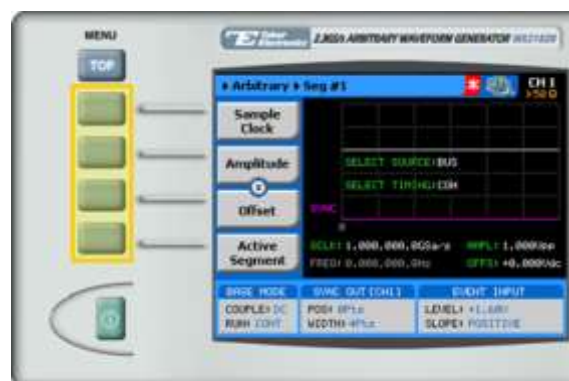 MENU
TOP
2.3GS/s ARBITRARY WAVEFORM GENERATOR
Arbitrary Seg #1
CH 1
>50Ω
Sample
Clock
Amplitude
Offset
Active
Segment
SELECT SOURCE:BUS
SELECT TIMING:COH
SYNC
SCLK: 1.000,000,0GSa/s
AMPL: 1.000Vpp
FREQ: 0.000,000,0Hz
OFFS: +0.000Vdc
BASE MODE
COUPLE: DC
RUN: CONT
SYNC OUT [CH1]
POS: 0Pts
WIDTH: 4Pts
EVENT INPUT
LEVEL:
SLOPE: POSITIVE